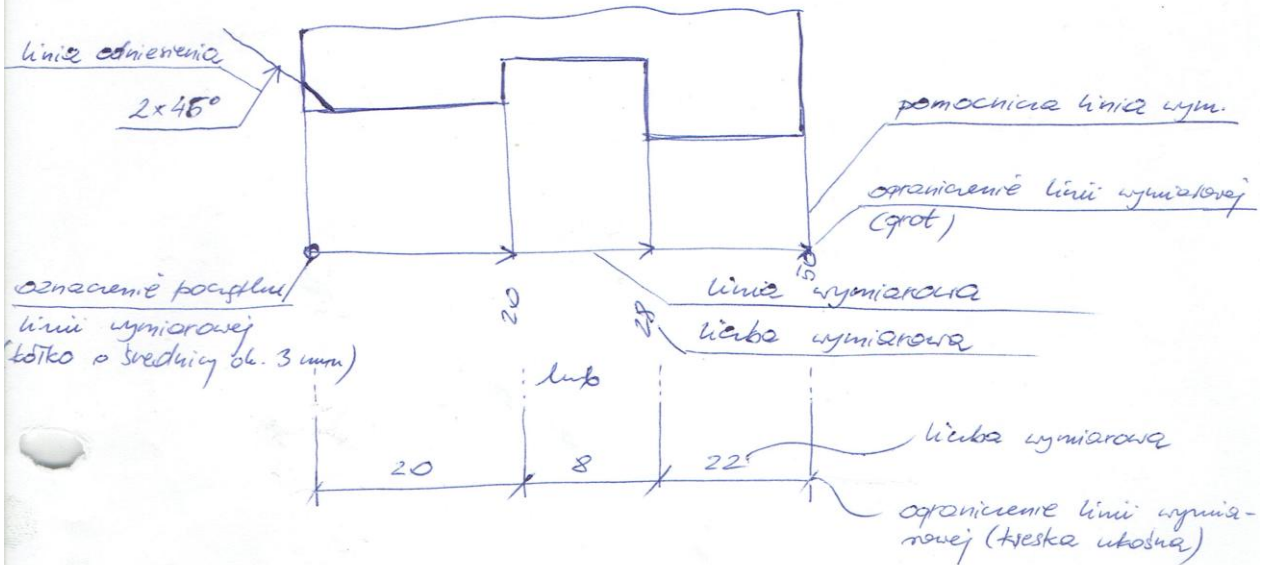 linia odniesienia
2×45°
pomocnicza linia wym.
ograniczenie linii wymiarowej
(grot)
oznaczenie początku
linii wymiarowej
(kółko o średnicy ok. 3 mm)
20
28
50
linia wymiarowa
liczba wymiarowa
lub
20
8
22
liczba wymiarowa
ograniczenie linii wymia-
rowej (kreska ukośna)